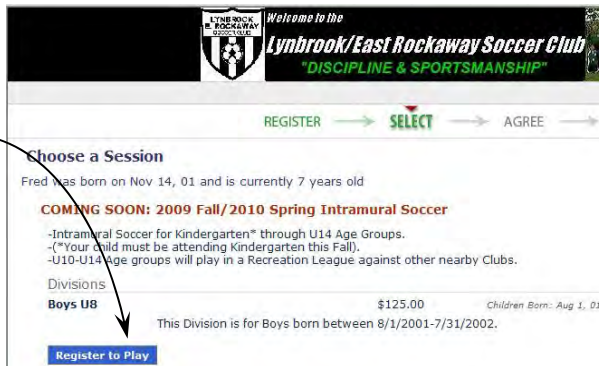 LYNBROOK
E. ROCKAWAY
SOCCER CLUB
Welcome to the
Lynbrook/East Rockaway Soccer Club
"DISCIPLINE & SPORTSMANSHIP"
REGISTER SELECT AGREE
Choose a Session
Fred was born on Nov 14, 01 and is currently 7 years old
COMING SOON: 2009 Fall/2010 Spring Intramural Soccer
-Intramural Soccer for Kindergarten* through U14 Age Groups.
-(*Your child must be attending Kindergarten this Fall).
-U10-U14 Age groups will play in a Recreation League against other nearby Clubs.
Divisions
Boys U8 $125.00 Children Born: Aug 1, 01
This Division is for Boys born between 8/1/2001-7/31/2002.
Register to Play